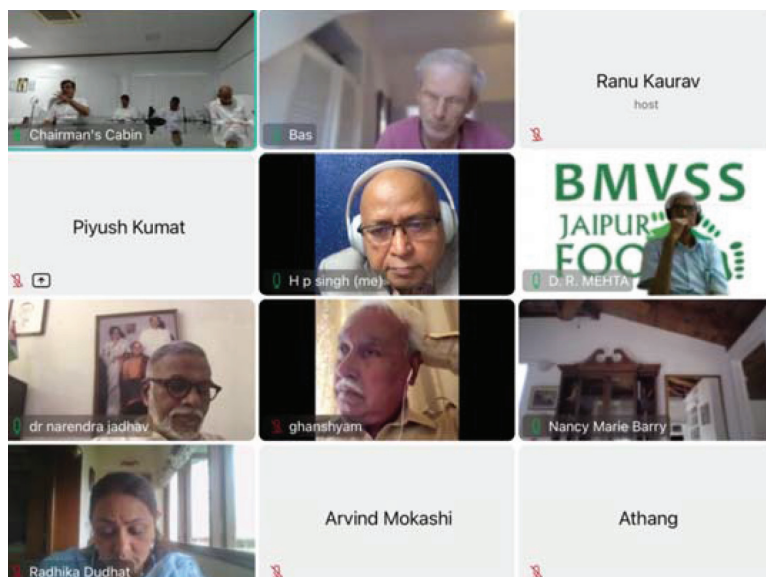 Chairman's Cabin
Bas
Ranu Kaurav
host
Piyush Kumat
H p singh (me)
BMVSS
JAIPUR
FOO
D. R. MEHTA
dr narendra jadhav
ghanshyam
Nancy Marie Barry
Radhika Dudhat
Arvind Mokashi
Athang